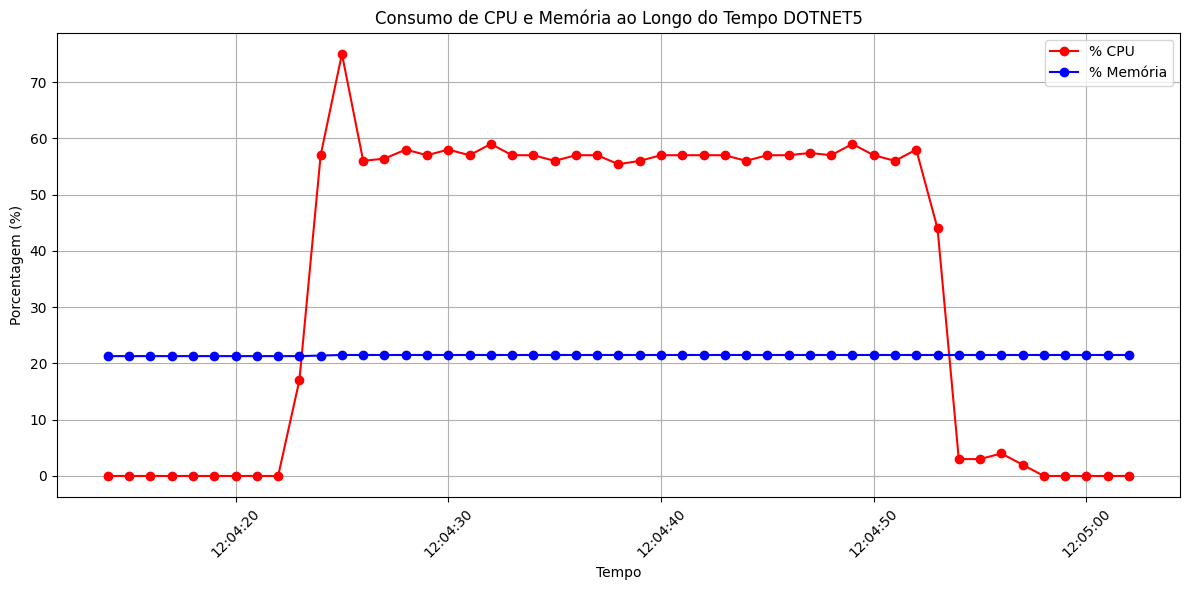 Consumo de CPU e Memória ao Longo do Tempo DOTNET5
% CPU
% Memória
Porcentagem (%)
70
60
50
40
30
20
10
0
12:04:20
12:04:30
12:04:40
12:04:50
12:05:00
Tempo